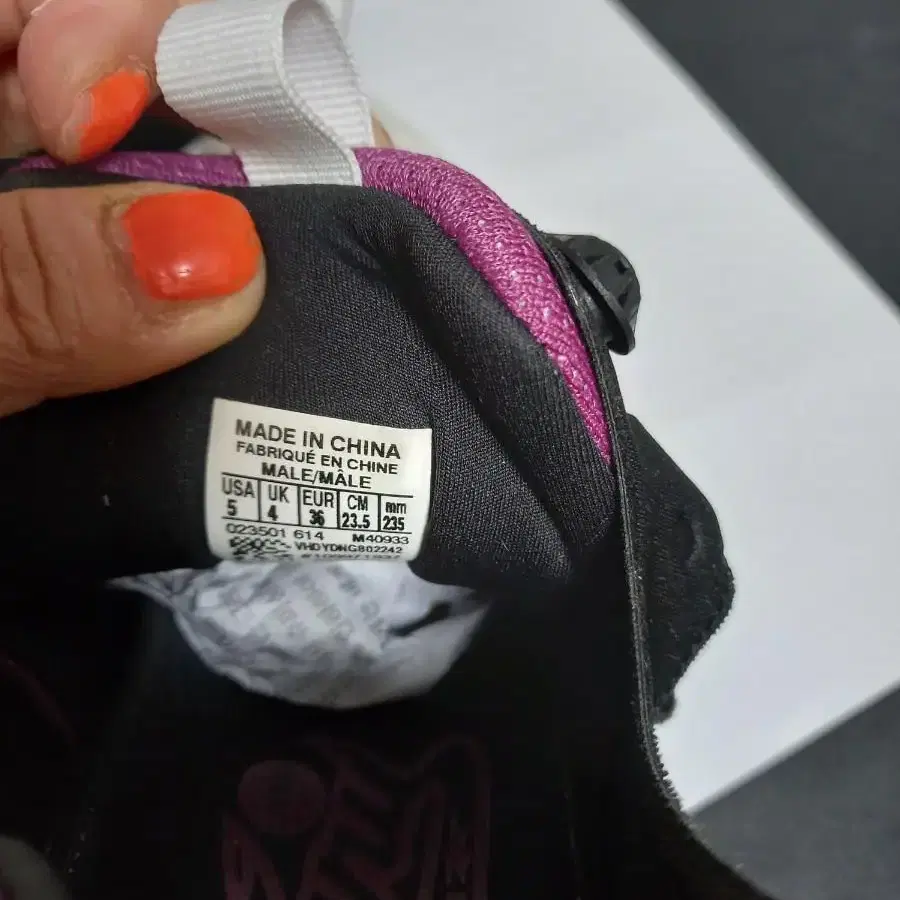 MADE IN CHINA
FABRIQUÉ EN CHINE
MALE/MÂLE
USA UK EUR CM mm
5 4 36 23.5 235
023501 614 M40933
VHDYDNG802242